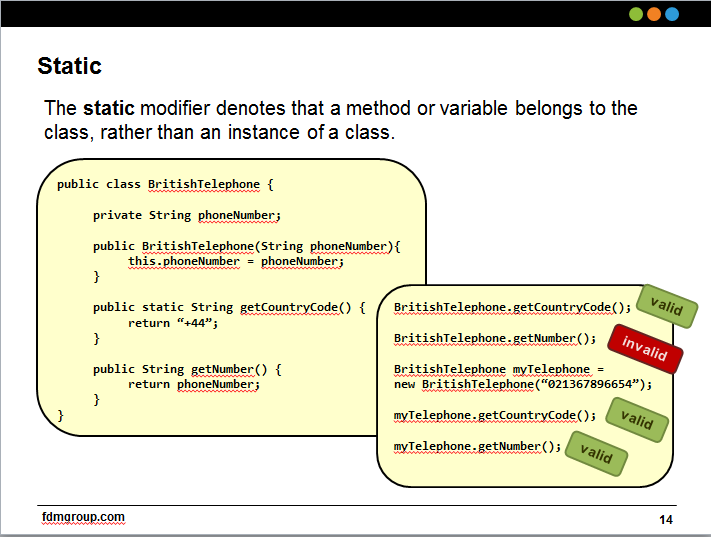 Static
The static modifier denotes that a method or variable belongs to the
class, rather than an instance of a class.
public class BritishTelephone {
private String phoneNumber;
public BritishTelephone(String phoneNumber){
this.phoneNumber = phoneNumber;
}
public static String getCountryCode() {
return “+44”;
}
public String getNumber() {
return phoneNumber;
}
}
BritishTelephone.getCountryCode();
valid
BritishTelephone.getNumber();
invalid
BritishTelephone myTelephone =
new BritishTelephone(“021367896654”);
myTelephone.getCountryCode();
valid
myTelephone.getNumber();
valid
fdmgroup.com
14